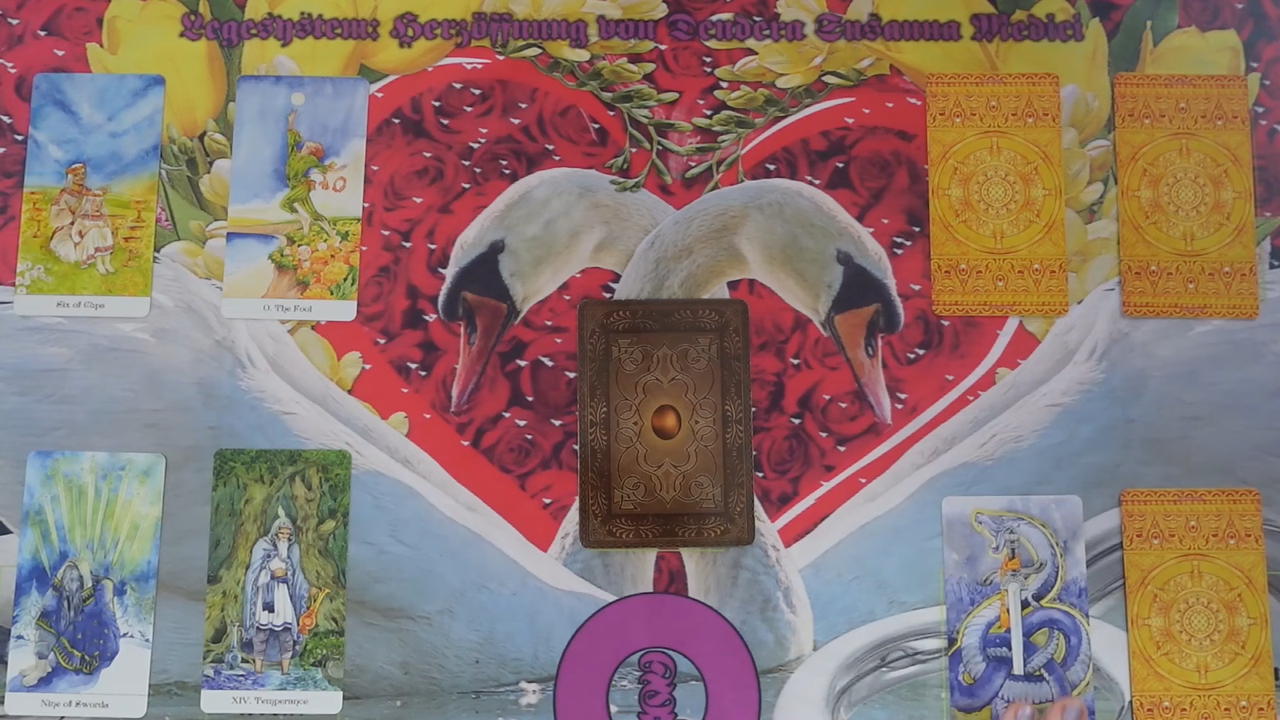 Legesystem: Herzöffnung von Dendera Susanna Medici
Six of Cups
0. The Fool
Nine of Swords
XIV. Temperance